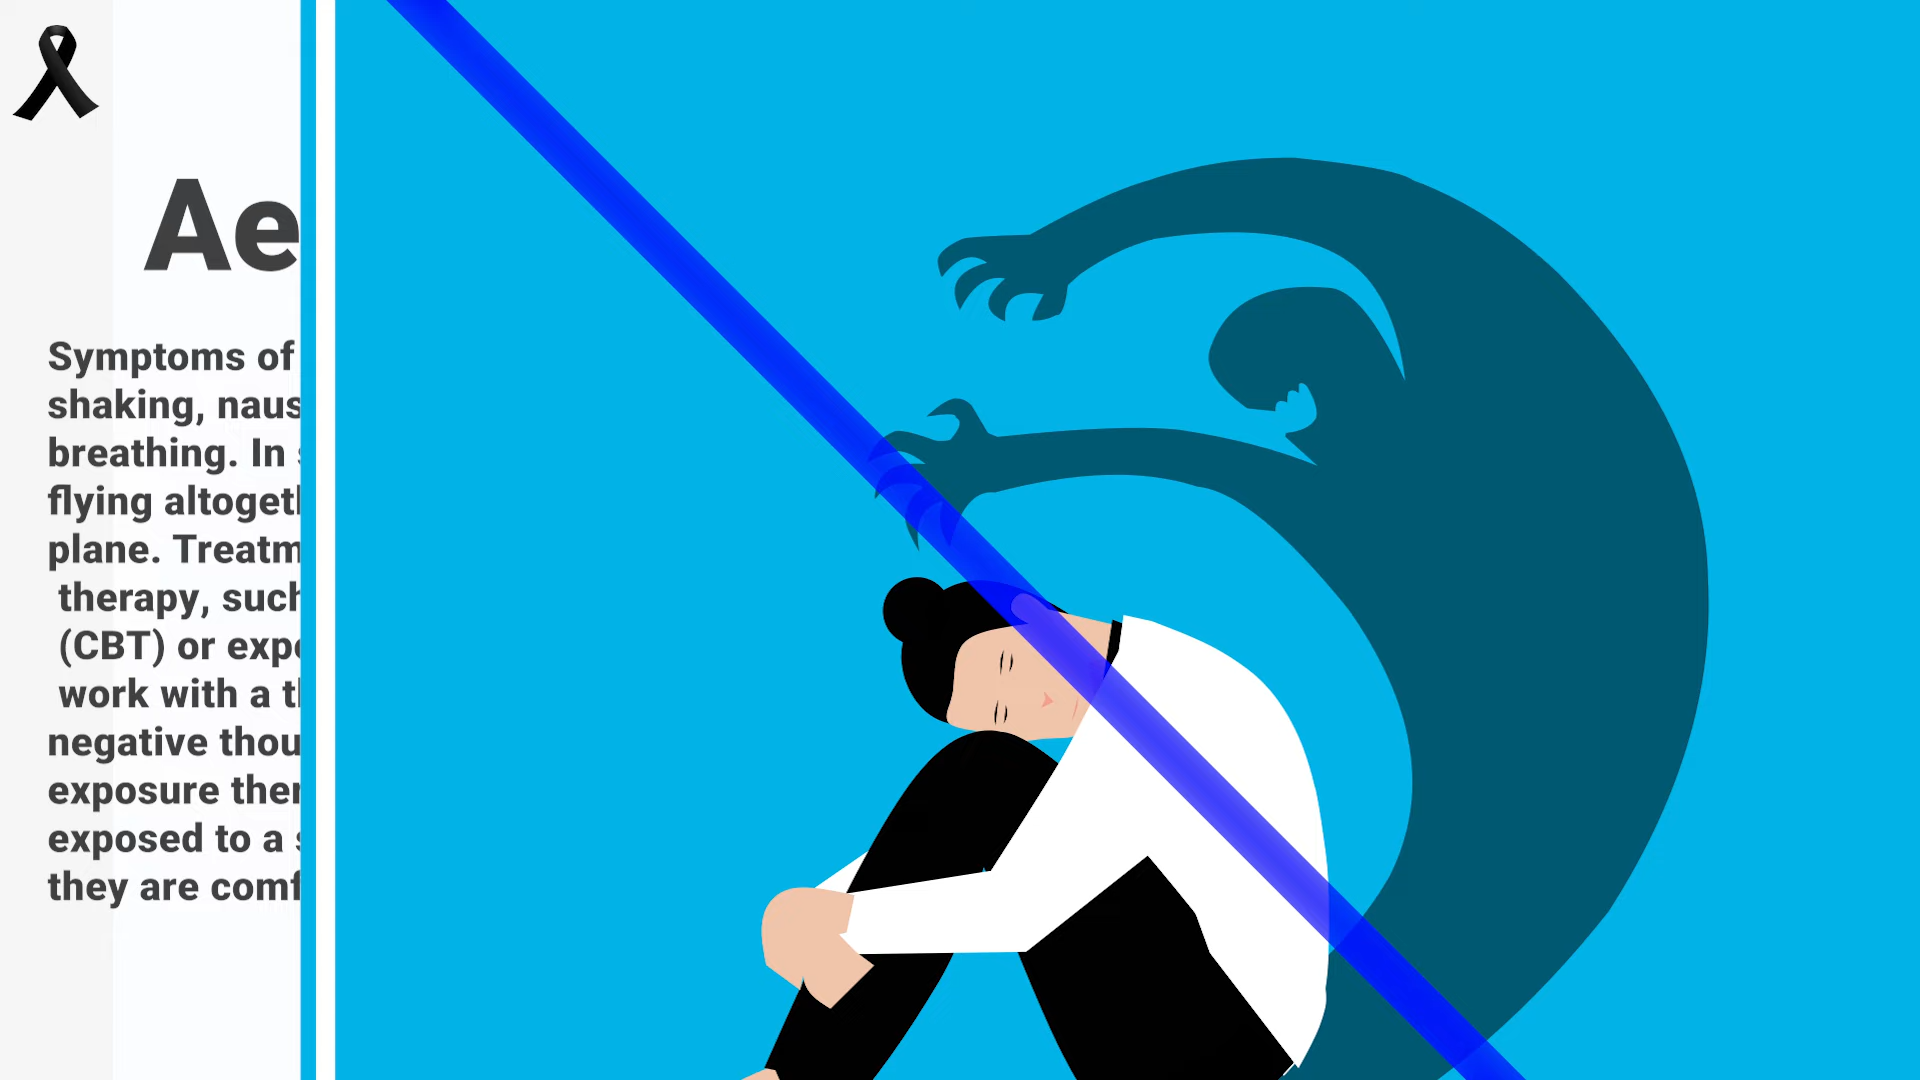 Ae
Symptoms of
shaking, naus
breathing. In
flying altoget
plane. Treatm
therapy, such
(CBT) or expe
work with a t
negative thou
exposure ther
exposed to a
they are comf